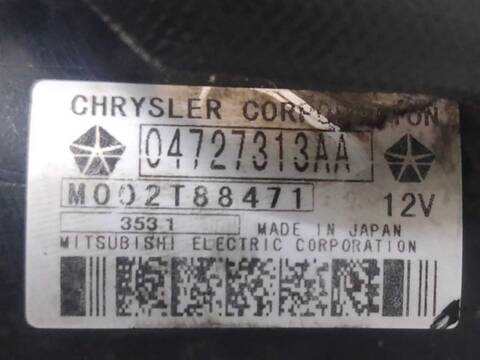 CHRYSLER CORPORATION
04727313AA
M002T88471
12V
3531
MADE IN JAPAN
MITSUBISHI ELECTRIC CORPORATION